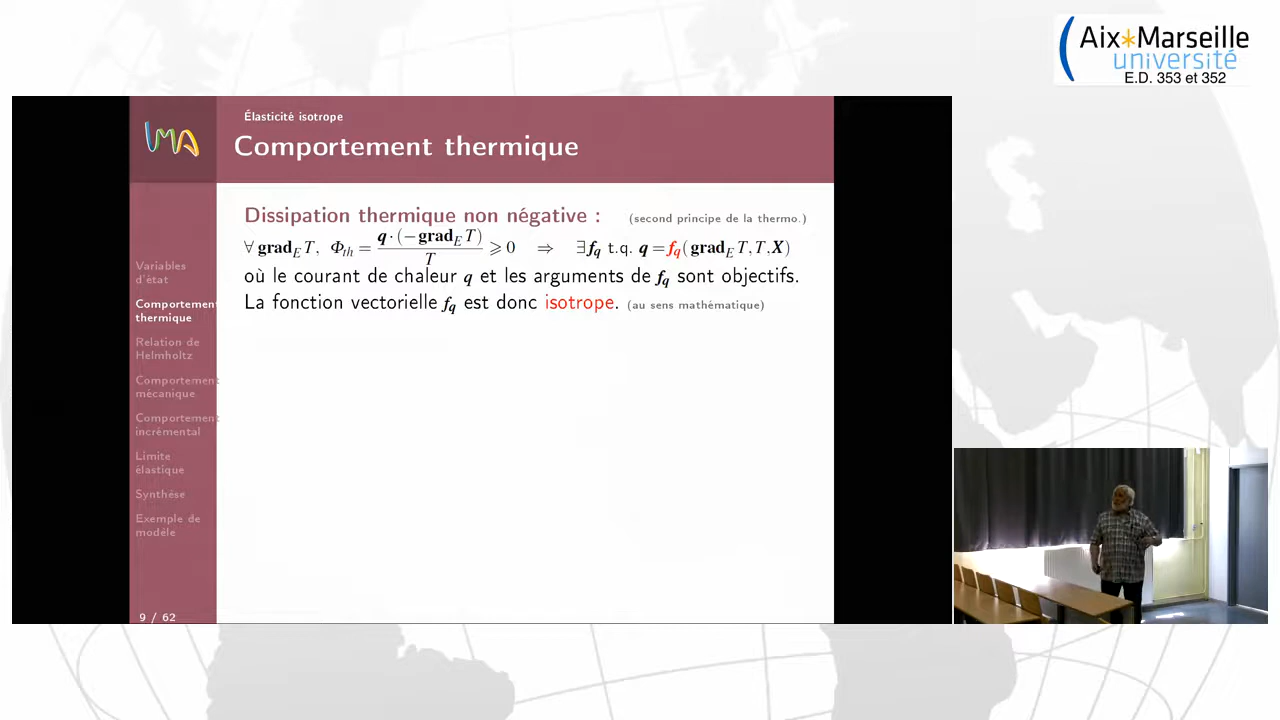 Aix*Marseille
université
E.D. 353 et 352
LMA
Élasticité isotrope
Comportement thermique
Dissipation thermique non négative : (second principe de la thermo.)
∀ grad_E T, Φ_th = q · (−grad_E T) / T ⩾ 0 ⇒ ∃ f_q t.q. q = f_q(grad_E T, T, X)
où le courant de chaleur q et les arguments de f_q sont objectifs.
La fonction vectorielle f_q est donc isotrope. (au sens mathématique)
Variables
d'état
Comportement
thermique
Relation de
Helmholtz
Comportement
mécanique
Comportement
incrémental
Limite
élastique
Synthèse
Exemple de
modèle
9 / 62